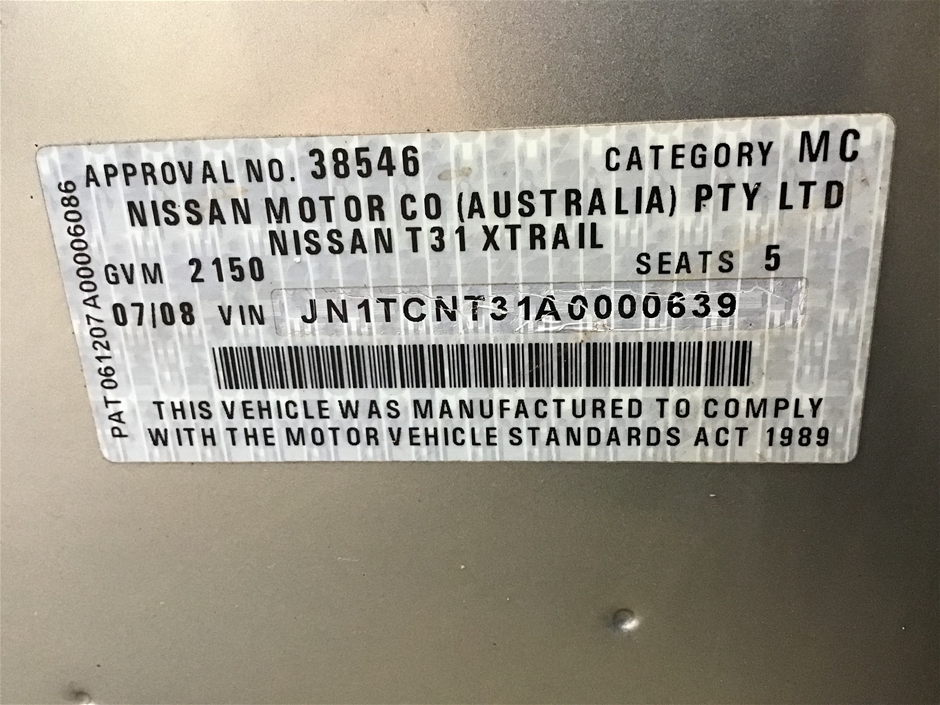 APPROVAL NO. 38546 CATEGORY MC
NISSAN MOTOR CO (AUSTRALIA) PTY LTD
NISSAN T31 XTRAIL
GVM 2150 SEATS 5
07/08 VIN JN1TCNT31A0000639
THIS VEHICLE WAS MANUFACTURED TO COMPLY
WITH THE MOTOR VEHICLE STANDARDS ACT 1989
PAT 061207A000006086